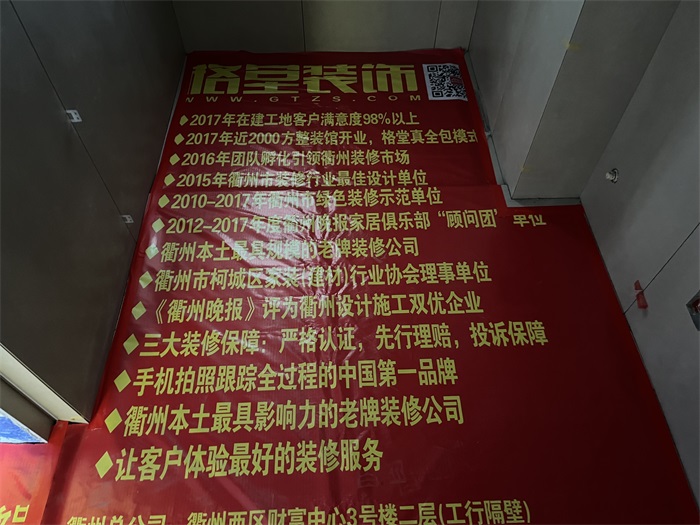 格堂装饰
WWW.GTZS.COM
◆2017年在建工地客户满意度98%以上
◆2017年近2000方整装馆开业，格堂真全包模式
◆2016年团队孵化引领衢州装修市场
◆2015年衢州市装修行业最佳设计单位
◆2010-2017年衢州市绿色装修示范单位
◆2012-2017年度衢州晚报家居俱乐部“顾问团”单位
◆衢州本土最具规模的老牌装修公司
◆衢州市柯城区家装(建材)行业协会理事单位
◆《衢州晚报》评为衢州设计施工双优企业
◆三大装修保障：严格认证，先行理赔，投诉保障
◆手机拍照跟踪全过程的中国第一品牌
◆衢州本土最具影响力的老牌装修公司
◆让客户体验最好的装修服务
衢州总公司 衢州西区财富中心3号楼二层(工行隔壁)